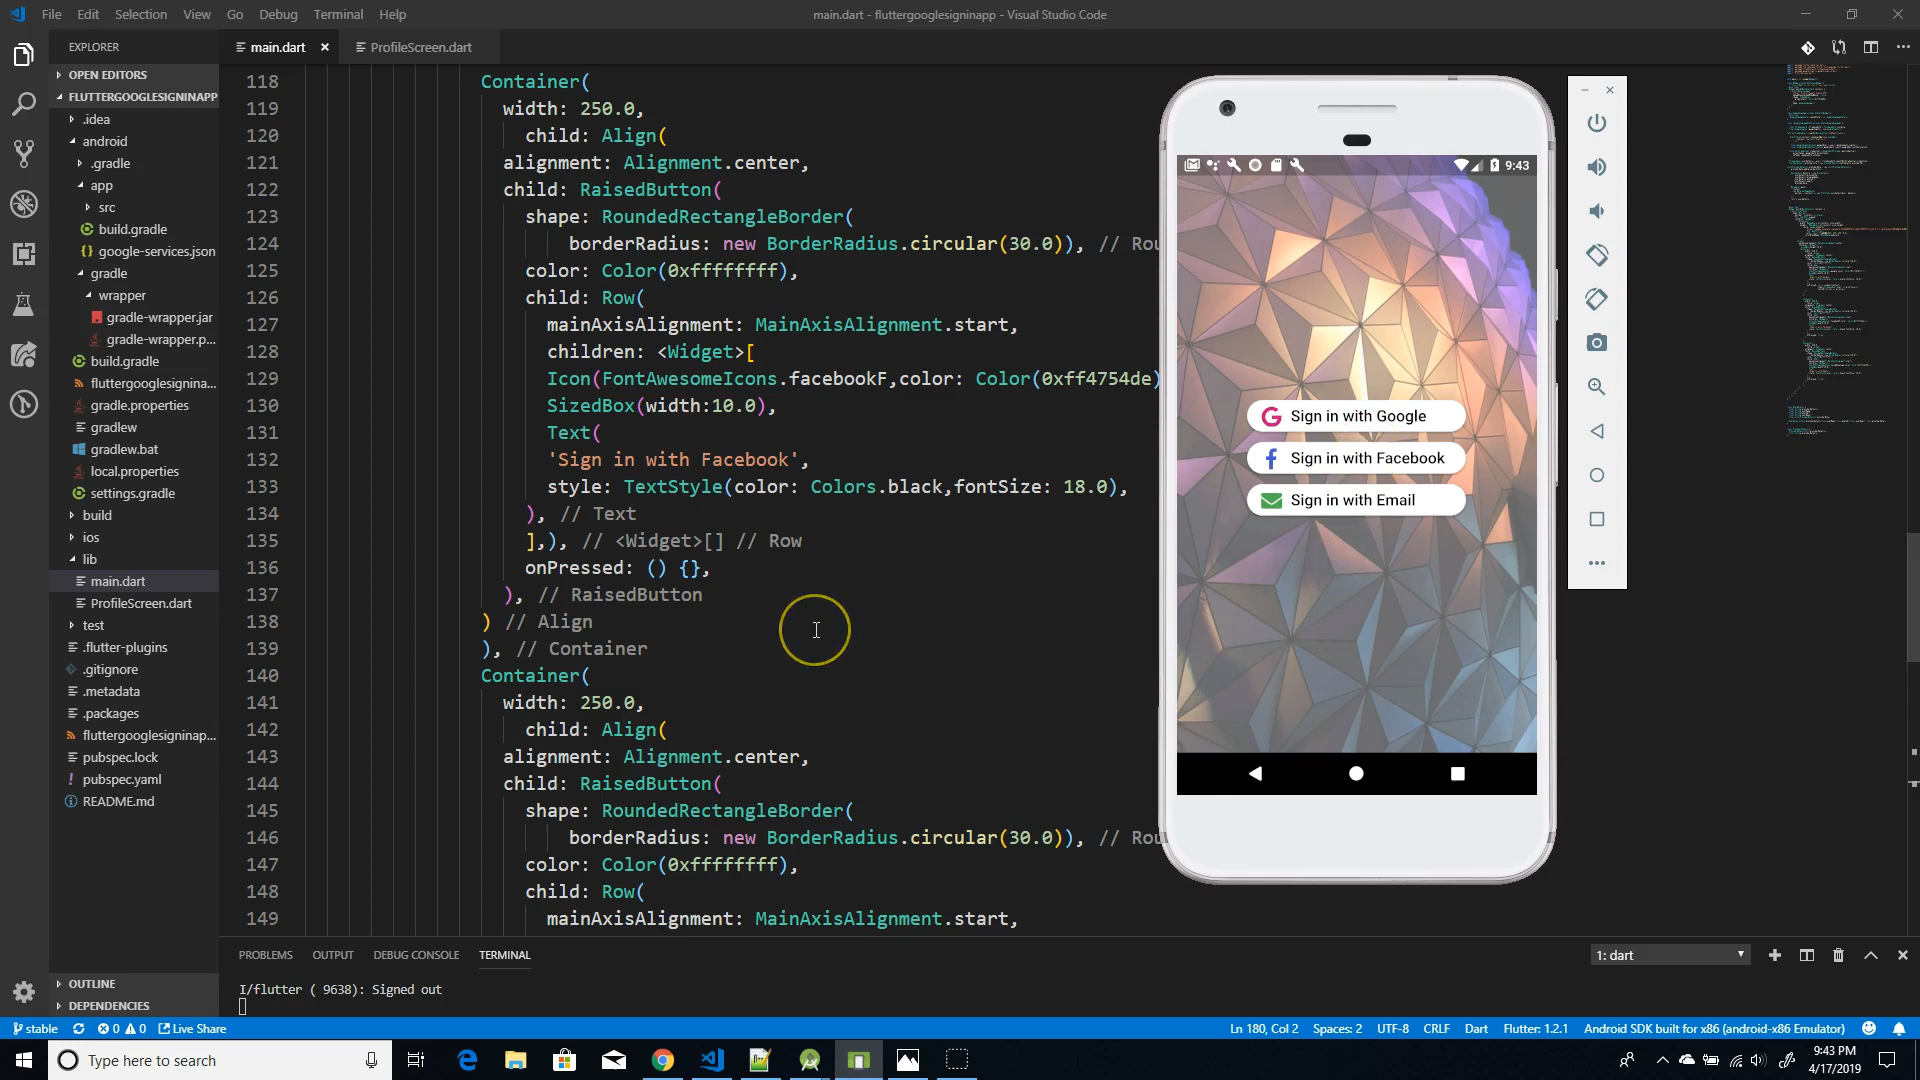 File Edit Selection View Go Debug Terminal Help
main.dart - fluttergooglesigninapp - Visual Studio Code
EXPLORER
main.dart
ProfileScreen.dart
OPEN EDITORS
FLUTTERGOOGLESIGNINAPP
.idea
android
.gradle
app
src
build.gradle
google-services.json
gradle
wrapper
gradle-wrapper.jar
gradle-wrapper.p...
build.gradle
fluttergooglesignina...
gradle.properties
gradlew
gradlew.bat
local.properties
settings.gradle
build
ios
lib
main.dart
ProfileScreen.dart
test
.flutter-plugins
.gitignore
.metadata
.packages
fluttergooglesigninap...
pubspec.lock
pubspec.yaml
README.md
OUTLINE
DEPENDENCIES
118 Container(
119 width: 250.0,
120 child: Align(
121 alignment: Alignment.center,
122 child: RaisedButton(
123 shape: RoundedRectangleBorder(
124 borderRadius: new BorderRadius.circular(30.0)), // Rou
125 color: Color(0xffffffff),
126 child: Row(
127 mainAxisAlignment: MainAxisAlignment.start,
128 children: <Widget>[
129 Icon(FontAwesomeIcons.facebookF,color: Color(0xff4754de)
130 SizedBox(width:10.0),
131 Text(
132 'Sign in with Facebook',
133 style: TextStyle(color: Colors.black,fontSize: 18.0),
134 ), // Text
135 ],), // <Widget>[] // Row
136 onPressed: () {},
137 ), // RaisedButton
138 ) // Align
139 ), // Container
140 Container(
141 width: 250.0,
142 child: Align(
143 alignment: Alignment.center,
144 child: RaisedButton(
145 shape: RoundedRectangleBorder(
146 borderRadius: new BorderRadius.circular(30.0)), // Rou
147 color: Color(0xffffffff),
148 child: Row(
149 mainAxisAlignment: MainAxisAlignment.start,
9:43
Sign in with Google
Sign in with Facebook
Sign in with Email
PROBLEMS OUTPUT DEBUG CONSOLE TERMINAL
1: dart
I/flutter ( 9638): Signed out
stable 0 0 Live Share
Ln 180, Col 2 Spaces: 2 UTF-8 CRLF Dart Flutter: 1.2.1 Android SDK built for x86 (android-x86 Emulator)
Type here to search
9:43 PM
4/17/2019